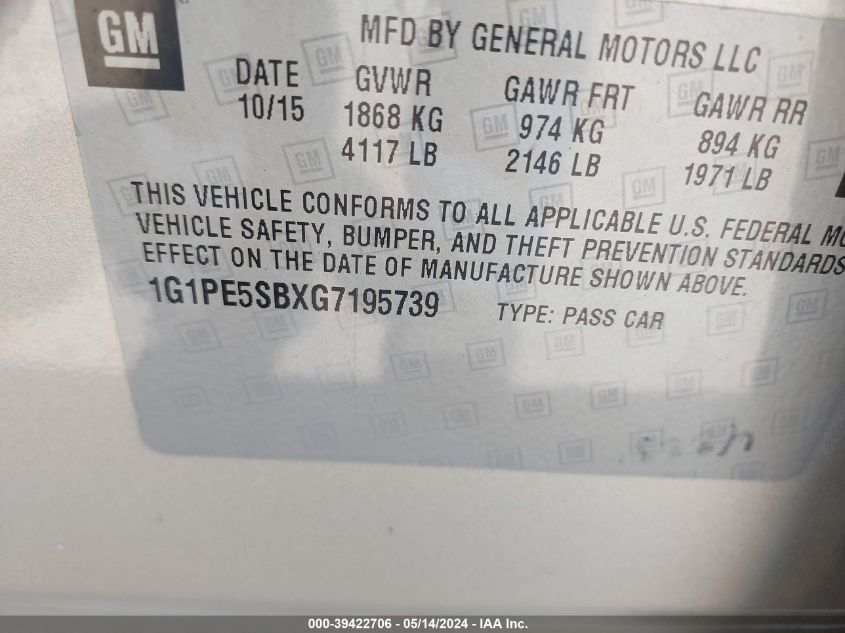 GM
MFD BY GENERAL MOTORS LLC
DATE GVWR GAWR FRT GAWR RR
10/15 1868 KG 974 KG 894 KG
4117 LB 2146 LB 1971 LB
THIS VEHICLE CONFORMS TO ALL APPLICABLE U.S. FEDERAL MO
VEHICLE SAFETY, BUMPER, AND THEFT PREVENTION STANDARDS
EFFECT ON THE DATE OF MANUFACTURE SHOWN ABOVE.
1G1PE5SBXG7195739 TYPE: PASS CAR
000-39422706 - 05/14/2024 - IAA Inc.